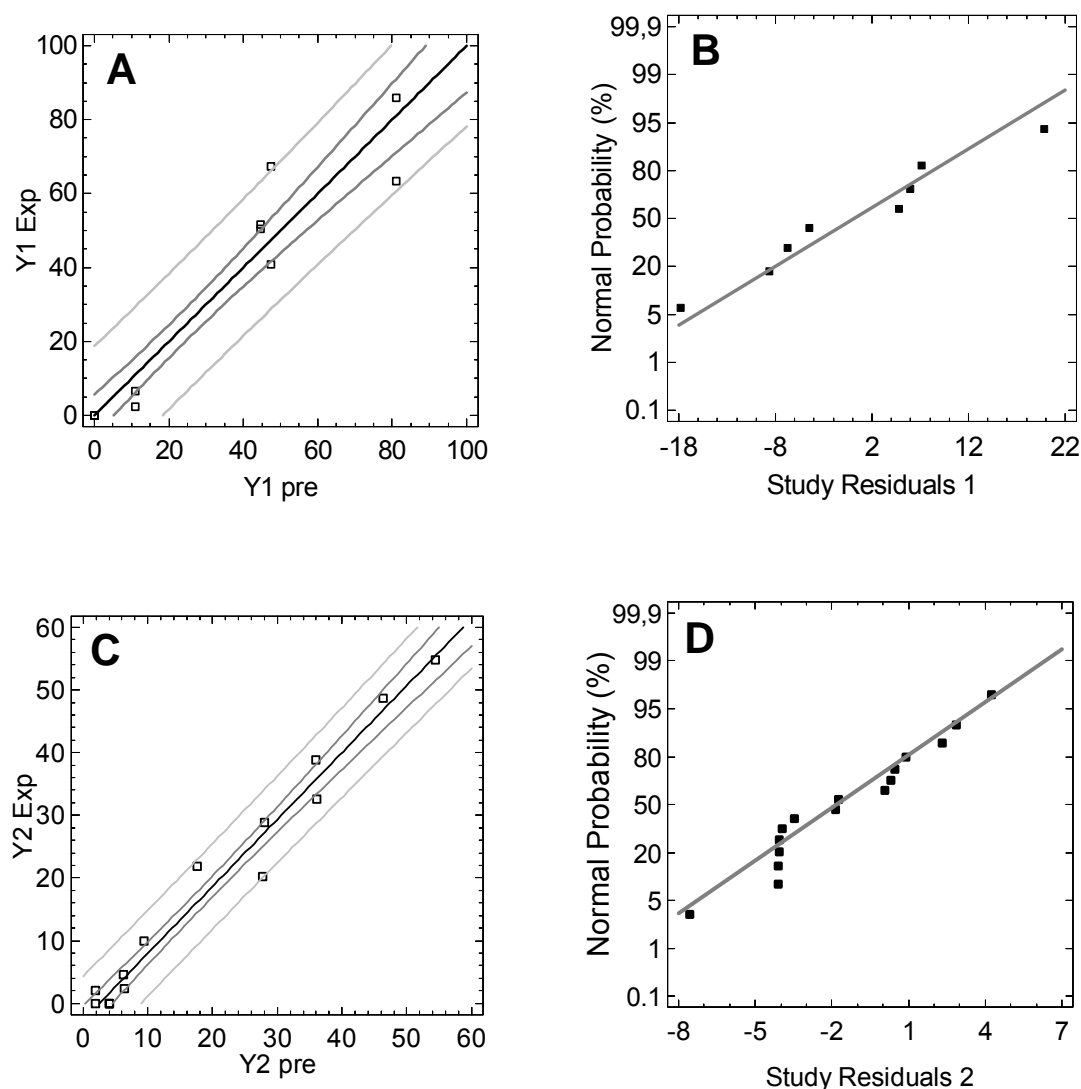 A
Y1 Exp
100
80
60
40
20
0
0 20 40 60 80 100
Y1 pre
B
Normal Probability (%)
99,9
99
95
80
50
20
5
1
0.1
-18 -8 2 12 22
Study Residuals 1
C
Y2 Exp
60
50
40
30
20
10
0
0 10 20 30 40 50 60
Y2 pre
D
Normal Probability (%)
99,9
99
95
80
50
20
5
1
0.1
-8 -5 -2 1 4 7
Study Residuals 2